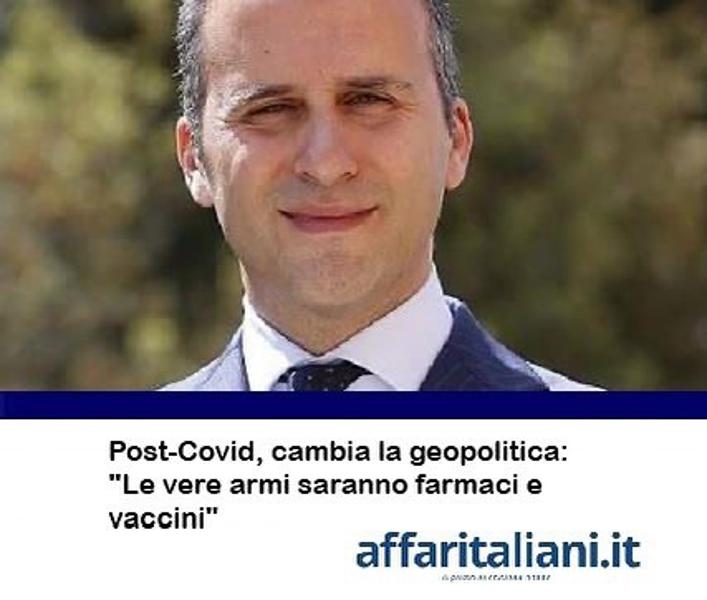 Post-Covid, cambia la geopolitica:
"Le vere armi saranno farmaci e
vaccini"
affaritaliani.it